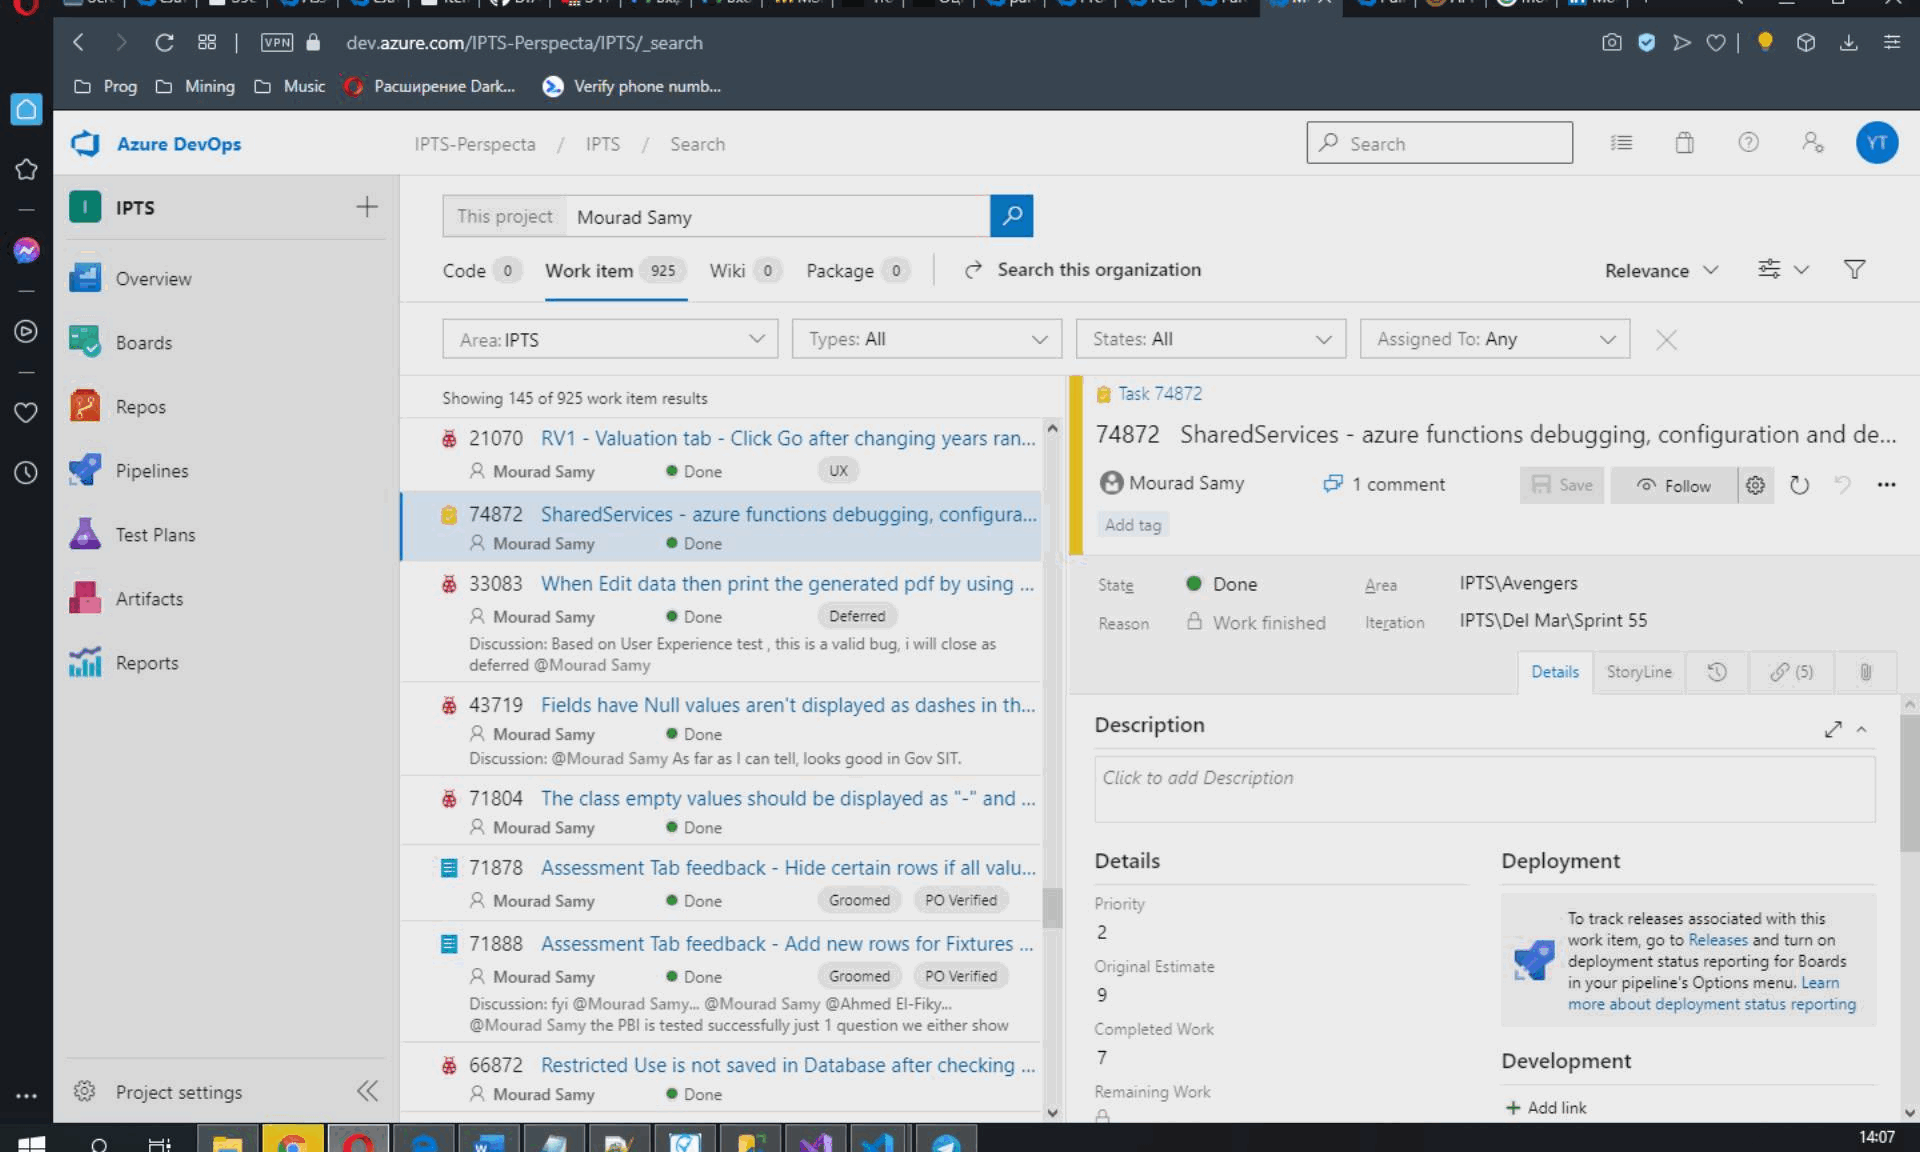 VPN
dev.azure.com/IPTS-Perspecta/IPTS/_search
Prog
Mining
Music
Расширение Dark...
Verify phone numb...
Azure DevOps
IPTS-Perspecta / IPTS / Search
Search
YT
I IPTS
Overview
Boards
Repos
Pipelines
Test Plans
Artifacts
Reports
Project settings
This project Mourad Samy
Code 0
Work item 925
Wiki 0
Package 0
Search this organization
Relevance
Area: IPTS
Types: All
States: All
Assigned To: Any
Showing 145 of 925 work item results
21070 RV1 - Valuation tab - Click Go after changing years ran...
Mourad Samy Done UX
74872 SharedServices - azure functions debugging, configura...
Mourad Samy Done
33083 When Edit data then print the generated pdf by using ...
Mourad Samy Done Deferred
Discussion: Based on User Experience test , this is a valid bug, i will close as
deferred @Mourad Samy
43719 Fields have Null values aren't displayed as dashes in th...
Mourad Samy Done
Discussion: @Mourad Samy As far as I can tell, looks good in Gov SIT.
71804 The class empty values should be displayed as "-" and ...
Mourad Samy Done
71878 Assessment Tab feedback - Hide certain rows if all valu...
Mourad Samy Done Groomed PO Verified
71888 Assessment Tab feedback - Add new rows for Fixtures ...
Mourad Samy Done Groomed PO Verified
Discussion: fyi @Mourad Samy... @Mourad Samy @Ahmed El-Fiky...
@Mourad Samy the PBI is tested successfully just 1 question we either show
66872 Restricted Use is not saved in Database after checking ...
Mourad Samy Done
Task 74872
74872 SharedServices - azure functions debugging, configuration and de...
Mourad Samy
1 comment
Save
Follow
Add tag
State Done
Area IPTS\Avengers
Reason Work finished
Iteration IPTS\Del Mar\Sprint 55
Details
StoryLine
(5)
Description
Click to add Description
Details
Priority
2
Original Estimate
9
Completed Work
7
Remaining Work
Deployment
To track releases associated with this
work item, go to Releases and turn on
deployment status reporting for Boards
in your pipeline's Options menu. Learn
more about deployment status reporting
Development
Add link
14:07